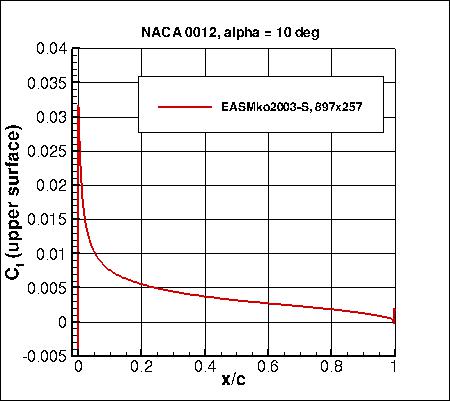 NACA 0012, alpha = 10 deg
0.04
0.035
0.03
0.025
0.02
0.015
0.01
0.005
0
-0.005
C_f (upper surface)
EASMko2003-S, 897x257
0 0.2 0.4 0.6 0.8 1
x/c